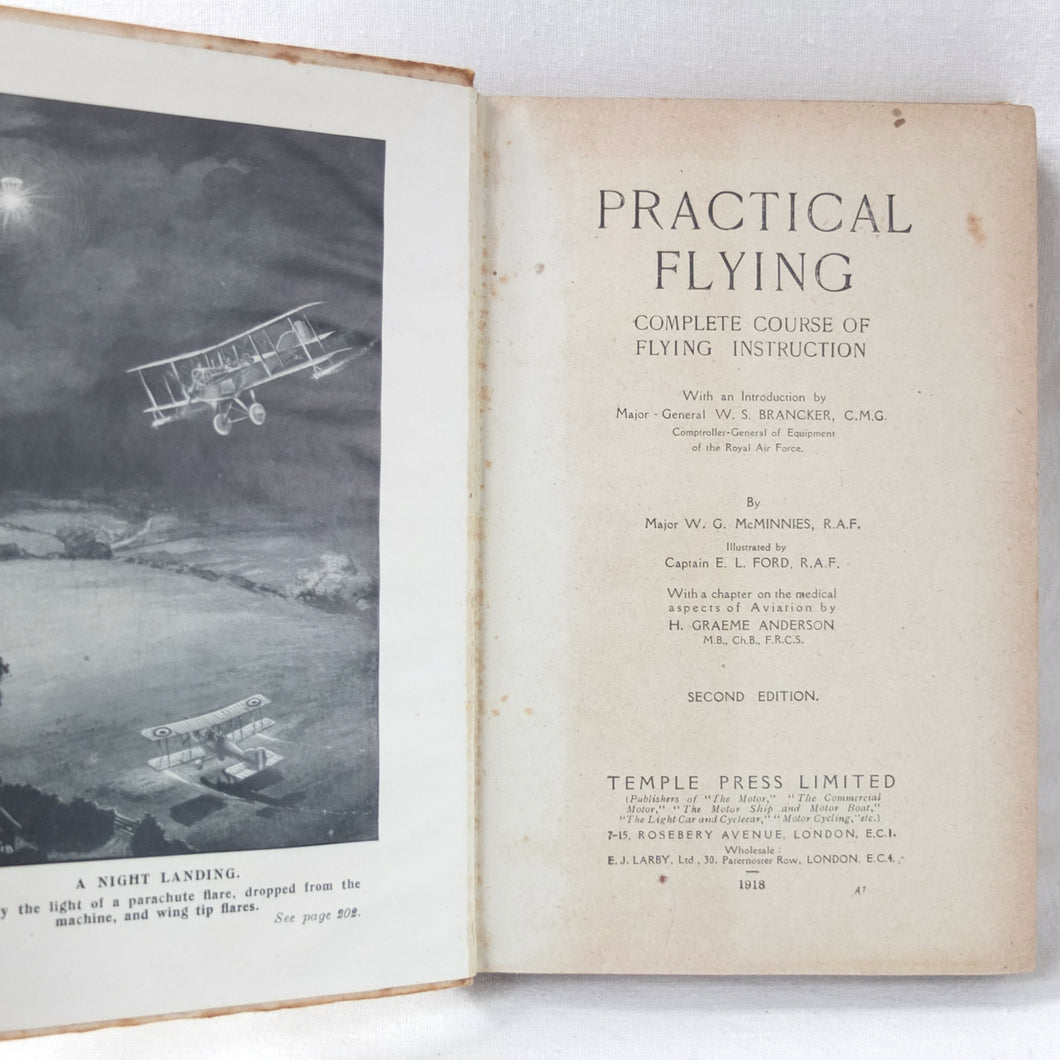 A NIGHT LANDING.
y the light of a parachute flare, dropped from the
machine, and wing tip flares.
See page 202.
PRACTICAL
FLYING
COMPLETE COURSE OF
FLYING INSTRUCTION
With an Introduction by
Major-General W. S. BRANCKER, C.M.G.
Comptroller-General of Equipment
of the Royal Air Force.
By
Major W. G. McMINNIES, R.A.F.
Illustrated by
Captain E. L. FORD, R.A.F.
With a chapter on the medical
aspects of Aviation by
H. GRAEME ANDERSON
M.B., Ch.B., F.R.C.S.
SECOND EDITION.
TEMPLE PRESS LIMITED
(Publishers of "The Motor," "The Commercial
Motor," "The Motor Ship and Motor Boat,"
"The Light Car and Cyclecar," "Motor Cycling," etc.)
7-15, ROSEBERY AVENUE, LONDON, E.C.1.
Wholesale:
E. J. LARBY, Ltd., 30, Paternoster Row, LONDON, E.C.4.
1918
A1